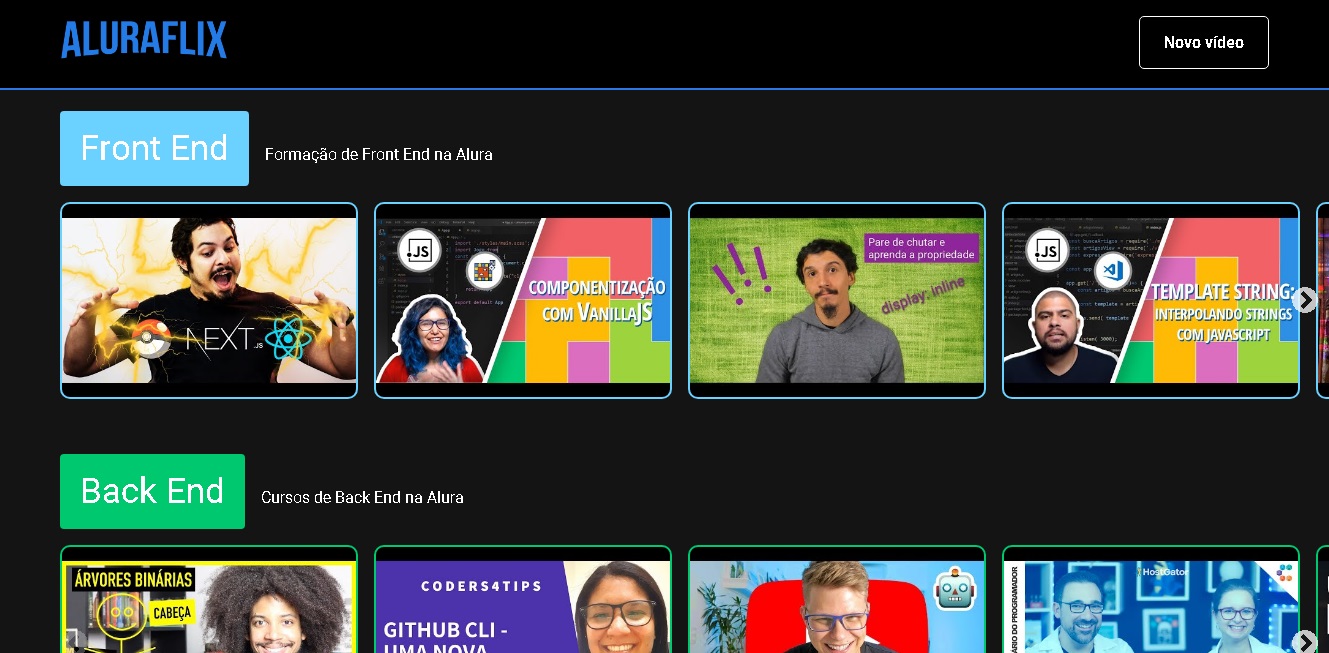 ALURAFLIX
Novo vídeo
Front End
Formação de Front End na Alura
NEXT.JS
.JS
COMPONENTIZAÇÃO
COM VANILLAJS
!!!
Pare de chutar e
aprenda a propriedade
display inline
.JS
TEMPLATE STRING:
INTERPOLANDO STRINGS
COM JAVASCRIPT
Back End
Cursos de Back End na Alura
ÁRVORES BINÁRIAS
CABEÇA
CODERS4TIPS
GITHUB CLI -
UMA NOVA
ÁRIO DO PROGRAMADOR
HostGator